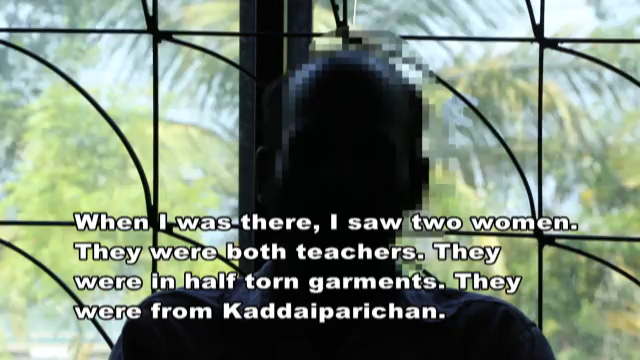 When I was there, I saw two women.
They were both teachers. They
were in half torn garments. They
were from Kaddaiparichan.